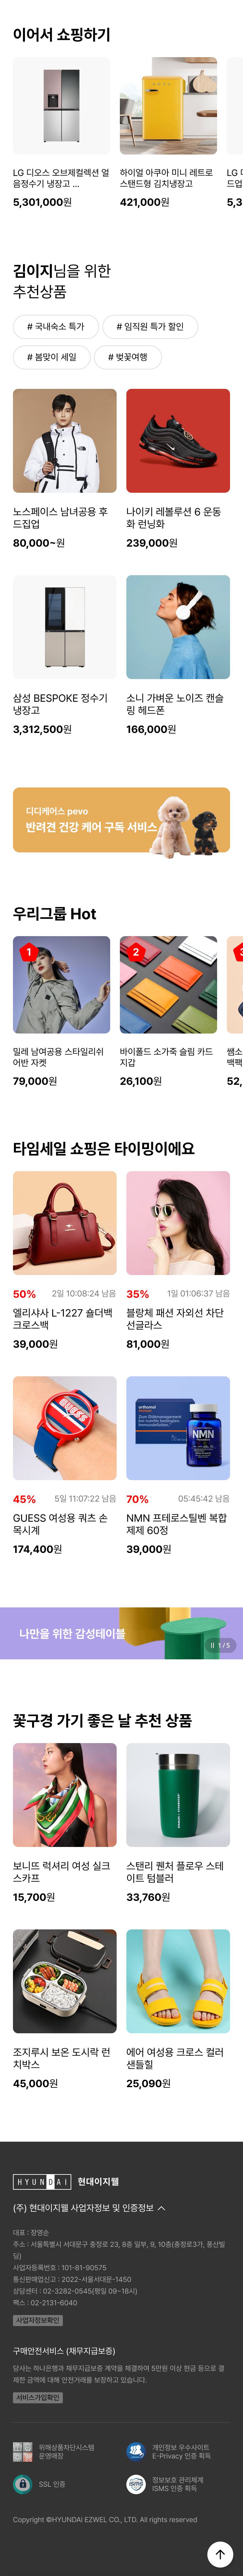 이어서 쇼핑하기
LG 디오스 오브제컬렉션 얼
음정수기 냉장고 ...
5,301,000원
하이얼 아쿠아 미니 레트로
스탠드형 김치냉장고
421,000원
LG
드업
5,3
김이지님을 위한
추천상품
# 국내숙소 특가
# 임직원 특가 할인
# 봄맞이 세일
# 벚꽃여행
노스페이스 남녀공용 후
드집업
80,000~원
나이키 레볼루션 6 운동
화 런닝화
239,000원
삼성 BESPOKE 정수기
냉장고
3,312,500원
소니 가벼운 노이즈 캔슬
링 헤드폰
166,000원
디디케어스 pevo
반려견 건강 케어 구독 서비스
우리그룹 Hot
1
밀레 남여공용 스타일리쉬
어반 자켓
79,000원
2
바이폴드 소가죽 슬림 카드
지갑
26,100원
쌤소
백팩
52,
타임세일 쇼핑은 타이밍이에요
50%
2일 10:08:24 남음
엘리샤사 L-1227 숄더백
크로스백
39,000원
35%
1일 01:06:37 남음
블랑체 패션 자외선 차단
선글라스
81,000원
45%
5일 11:07:22 남음
GUESS 여성용 쿼츠 손
목시계
174,400원
orthomol
NMN
70%
05:45:42 남음
NMN 프테로스틸벤 복합
제제 60정
39,000원
나만을 위한 감성테이블
1 / 5
꽃구경 가기 좋은 날 추천 상품
보니뜨 럭셔리 여성 실크
스카프
15,700원
스탠리 퀜처 플로우 스테
이트 텀블러
33,760원
조지루시 보온 도시락 런
치박스
45,000원
에어 여성용 크로스 컬러
샌들힐
25,090원
HYUNDAI 현대이지웰
(주) 현대이지웰 사업자정보 및 인증정보
대표 : 장영순
주소 : 서울특별시 서대문구 충정로 23, 8층 일부, 9, 10층(충정로3가, 풍산빌
딩)
사업자등록번호 : 101-81-90575
통신판매업신고 : 2022-서울서대문-1450
상담센터 : 02-3282-0545(평일 09~18시)
팩스 : 02-2131-6040
사업자정보확인
구매안전서비스 (채무지급보증)
당사는 하나은행과 채무지급보증 계약을 체결하여 5만원 이상 현금 등으로 결
제한 금액에 대해 안전거래를 보장하고 있습니다.
서비스가입확인
위해상품차단시스템
운영매장
개인정보 우수사이트
E-Privacy 인증 획득
SSL 인증
ISMS
정보보호 관리체계
ISMS 인증 획득
Copyright ©HYUNDAI EZWEL CO., LTD. All rights reserved